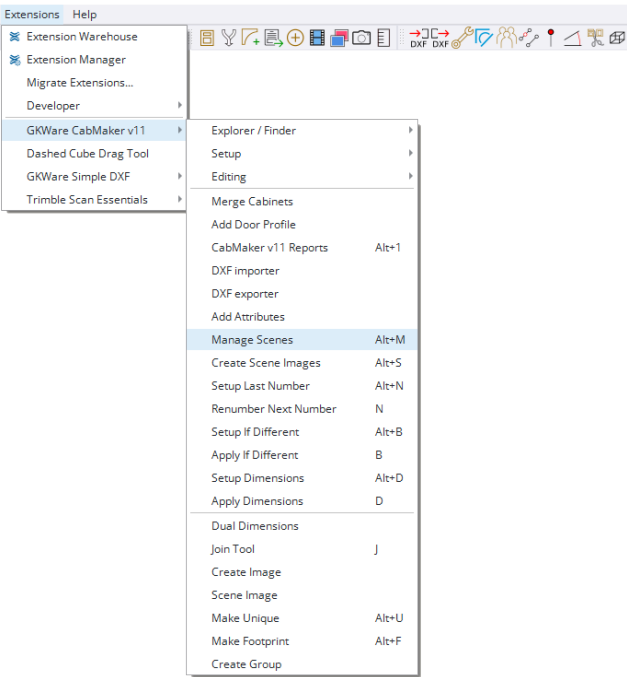 Extensions Help
Extension Warehouse
Extension Manager
Migrate Extensions...
Developer
GKWare CabMaker v11
Dashed Cube Drag Tool
GKWare Simple DXF
Trimble Scan Essentials
DXF DXF
Explorer / Finder
Setup
Editing
Merge Cabinets
Add Door Profile
CabMaker v11 Reports Alt+1
DXF importer
DXF exporter
Add Attributes
Manage Scenes Alt+M
Create Scene Images Alt+S
Setup Last Number Alt+N
Renumber Next Number N
Setup If Different Alt+B
Apply If Different B
Setup Dimensions Alt+D
Apply Dimensions D
Dual Dimensions
Join Tool J
Create Image
Scene Image
Make Unique Alt+U
Make Footprint Alt+F
Create Group